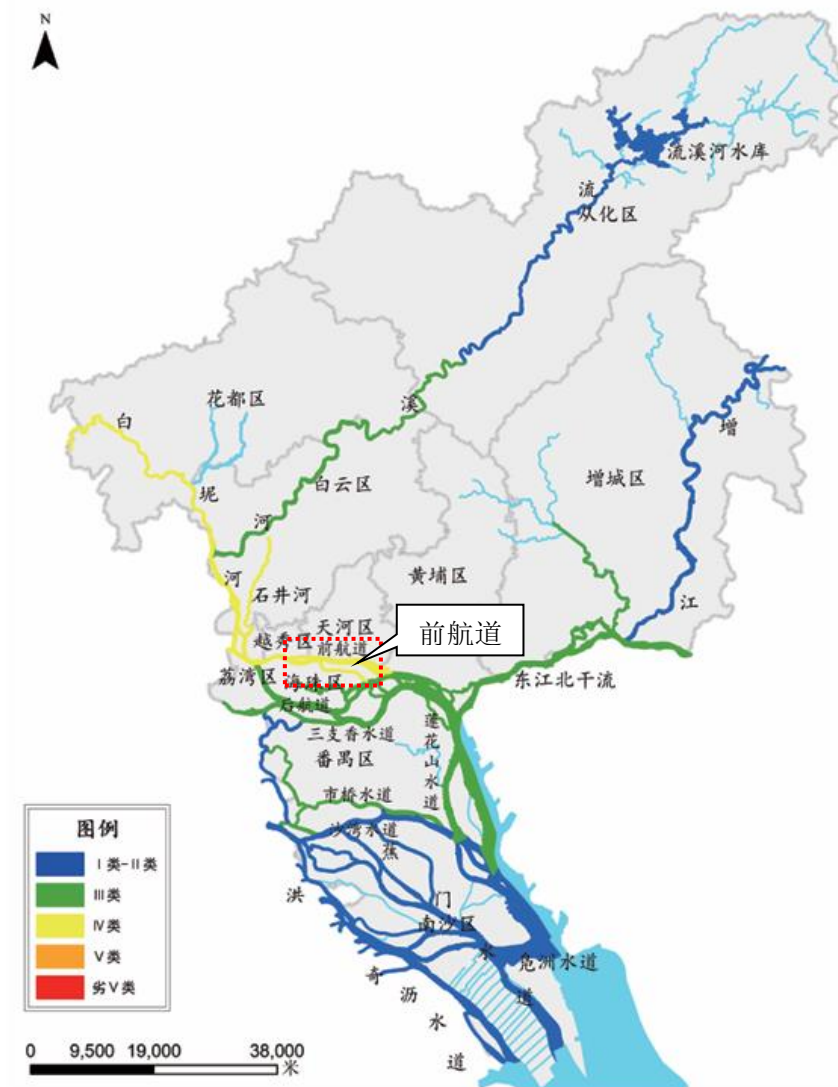 N
流溪河水库
流
从化区
溪
河
花都区
白
坭
河
白云区
增
江
增城区
石井河
黄埔区
天河区
越秀区
前航道
前航道
荔湾区
海珠区
后航道
东江北干流
三支香水道
番禺区
莲花山水道
市桥水道
沙湾水道
蕉
门
水
道
南沙区
凫洲水道
洪
奇
沥
水
道
图例
I类-II类
III类
IV类
V类
劣V类
0 9,500 19,000 38,000
米